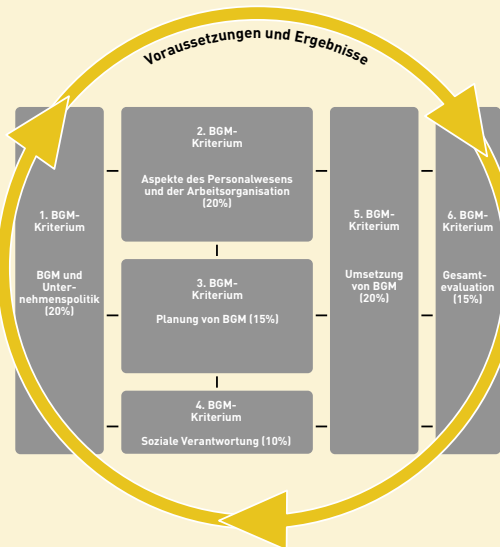 Voraussetzungen und Ergebnisse
1. BGM-
Kriterium
BGM und
Unter-
nehmenspolitik
(20%)
2. BGM-
Kriterium
Aspekte des Personalwesens
und der Arbeitsorganisation
(20%)
3. BGM-
Kriterium
Planung von BGM (15%)
4. BGM-
Kriterium
Soziale Verantwortung (10%)
5. BGM-
Kriterium
Umsetzung
von BGM
(20%)
6. BGM-
Kriterium
Gesamt-
evaluation
(15%)